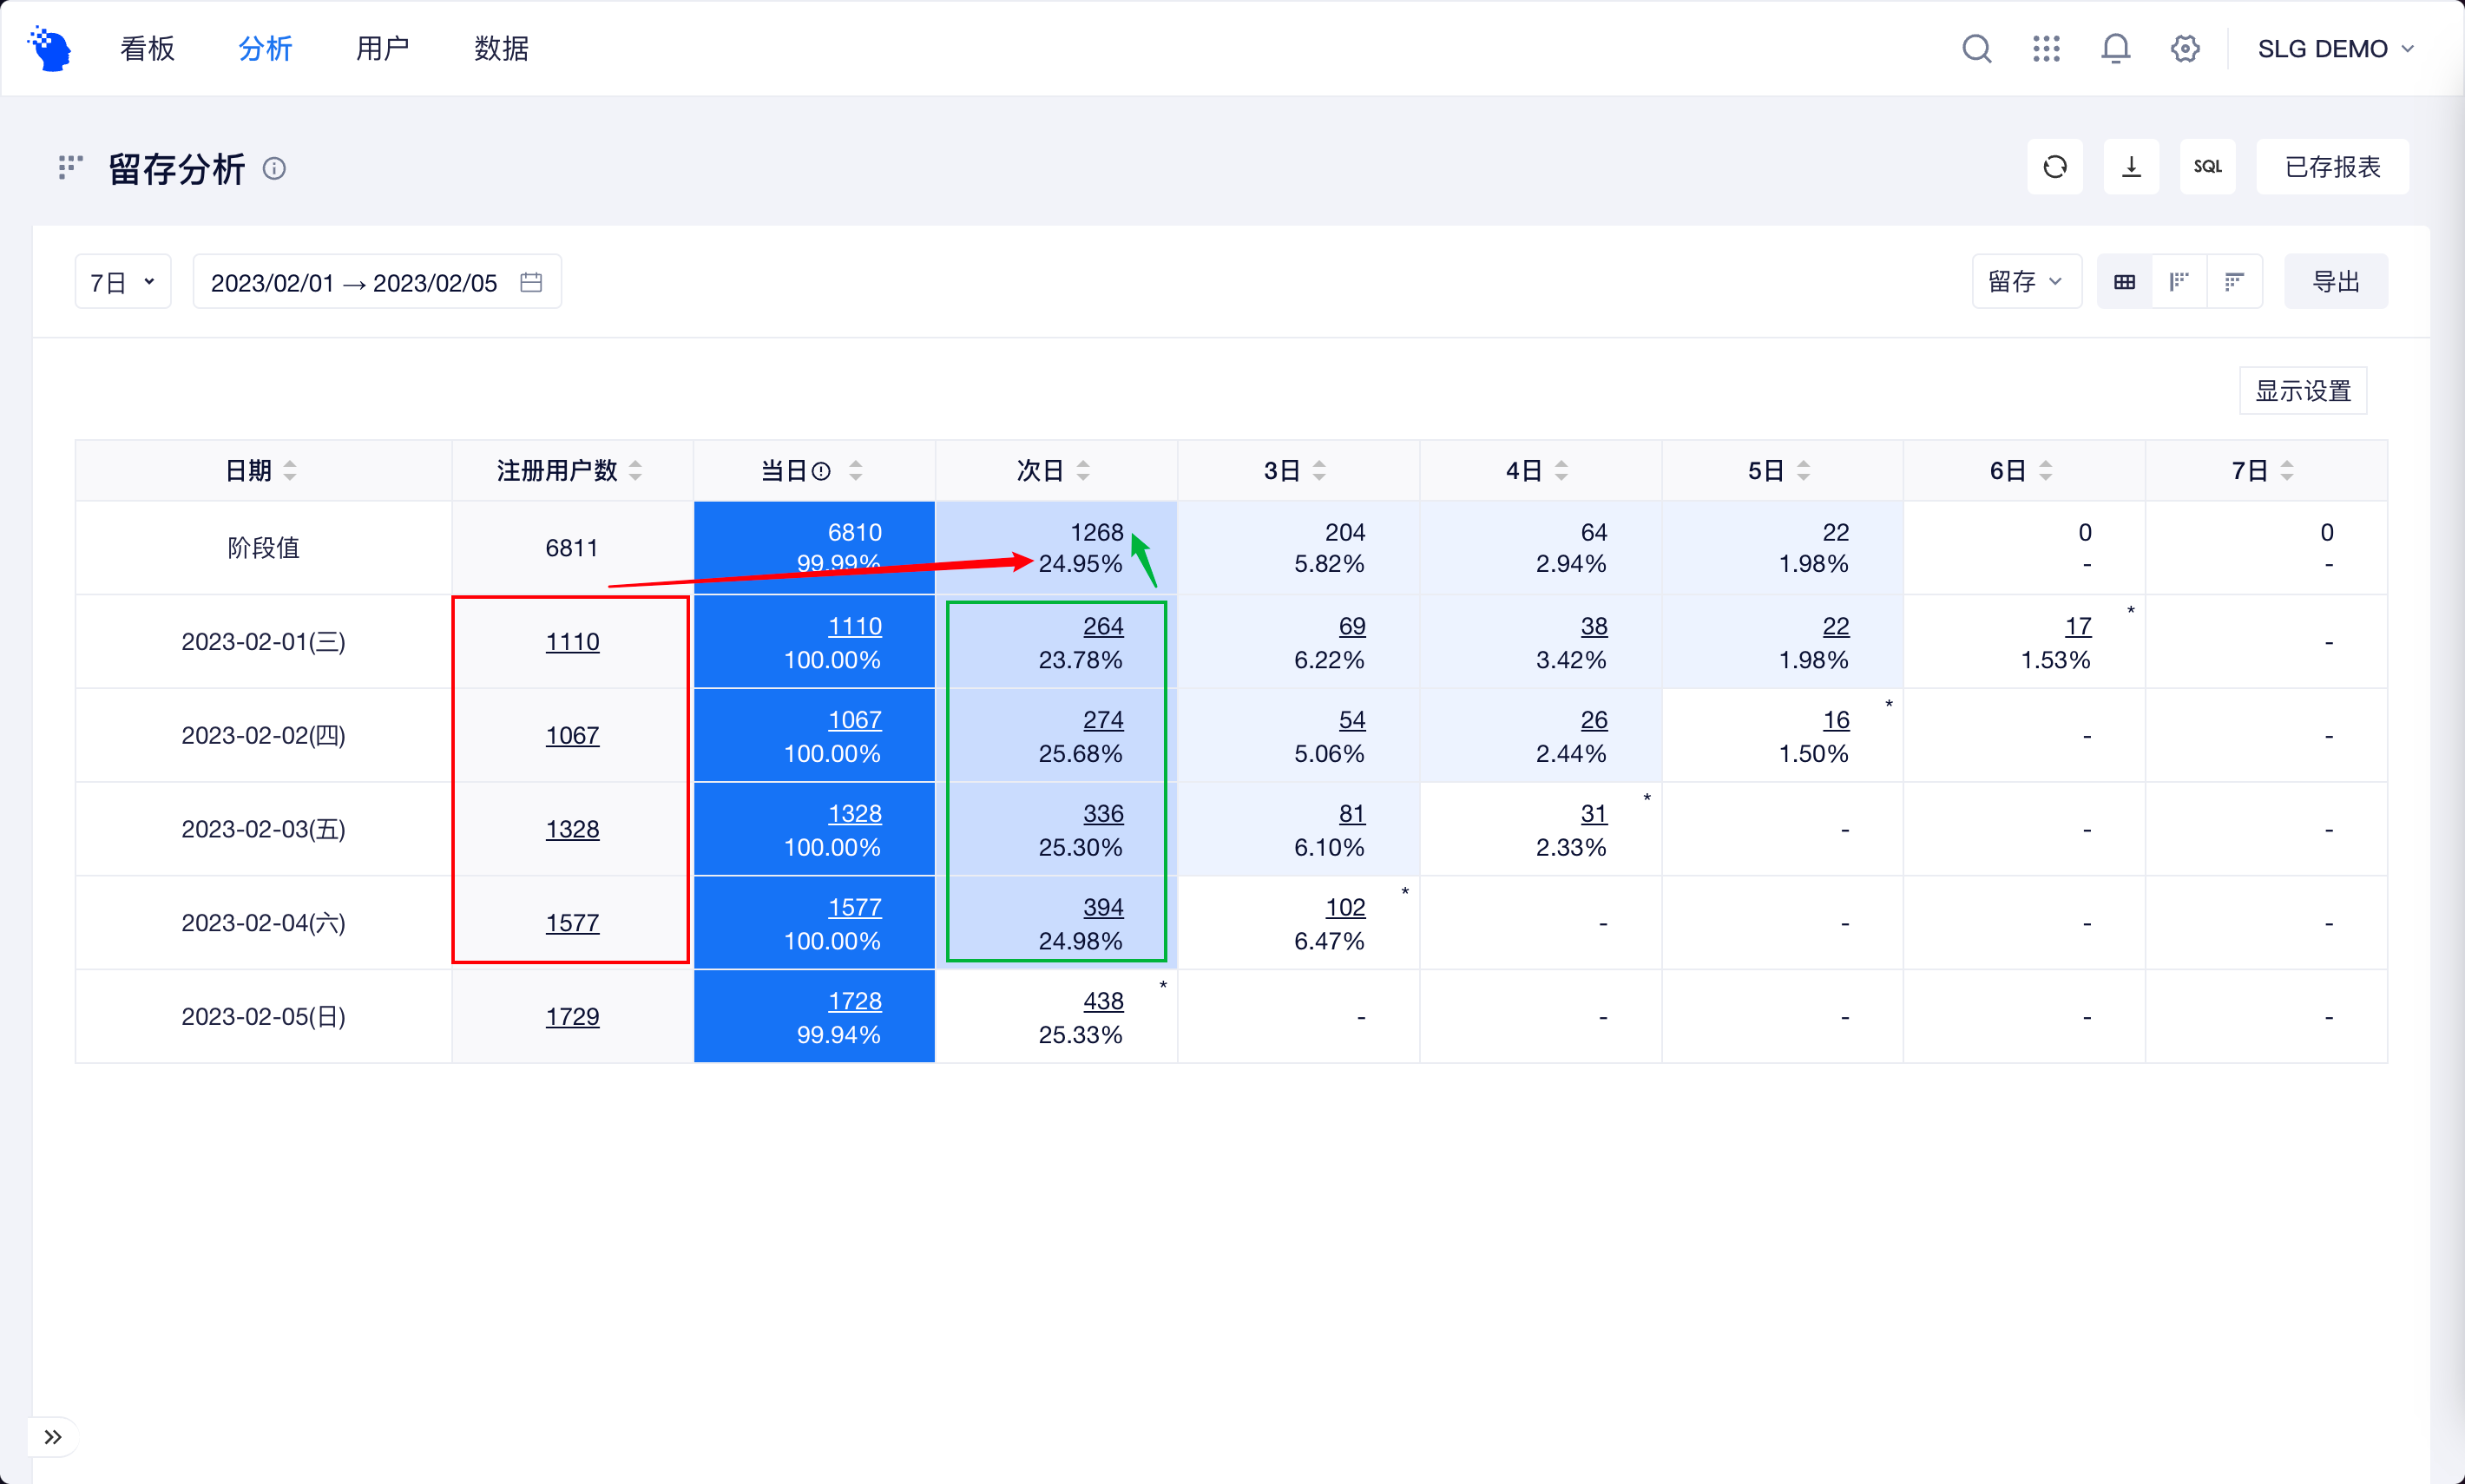 看板 分析 用户 数据 SLG DEMO
留存分析 SQL 已存报表
7日 2023/02/01 → 2023/02/05 留存 导出
显示设置
日期 注册用户数 当日 次日 3日 4日 5日 6日 7日
阶段值 6811 6810 1268 204 64 22 0 0
99.99% 24.95% 5.82% 2.94% 1.98% - -
2023-02-01(三) 1110 1110 264 69 38 22 17 * -
100.00% 23.78% 6.22% 3.42% 1.98% 1.53%
2023-02-02(四) 1067 1067 274 54 26 16 * - -
100.00% 25.68% 5.06% 2.44% 1.50%
2023-02-03(五) 1328 1328 336 81 31 * - - -
100.00% 25.30% 6.10% 2.33%
2023-02-04(六) 1577 1577 394 102 * - - - -
100.00% 24.98% 6.47%
2023-02-05(日) 1729 1728 438 * - - - - -
99.94% 25.33%